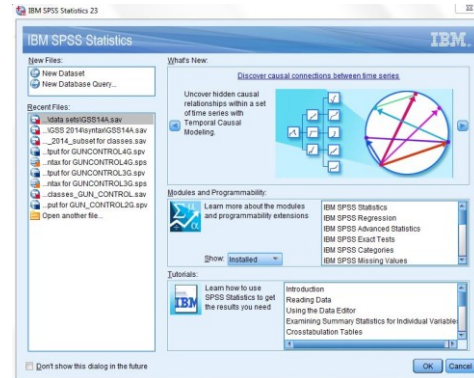 IBM SPSS Statistics 23
IBM SPSS Statistics
IBM.
New Files:
New Dataset
New Database Query...
Recent Files:
...\data sets\GSS14A.sav
...\GSS 2014\syntan\GSS14A.sav
..._2014_subset for classes.sav
...tput for GUNCONTROL4G.spv
...ntax for GUNCONTROL4G.sps
...tput for GUNCONTROL3G.spv
...ntax for GUNCONTROL3G.sps
...classes_GUN_CONTROL.sav
...put for GUN_CONTROL2G.spv
Open another file...
What's New:
Discover causal connections between time series
Uncover hidden causal
relationships within a set
of time series with
Temporal Causal
Modeling.
Modules and Programmability:
Learn more about the modules
and programmability extensions
Show: Installed
IBM SPSS Statistics
IBM SPSS Regression
IBM SPSS Advanced Statistics
IBM SPSS Exact Tests
IBM SPSS Categories
IBM SPSS Missing Values
Tutorials:
IBM
Learn how to use
SPSS Statistics to get
the results you need
Introduction
Reading Data
Using the Data Editor
Examining Summary Statistics for Individual Variables
Crosstabulation Tables
Don't show this dialog in the future
OK
Cancel